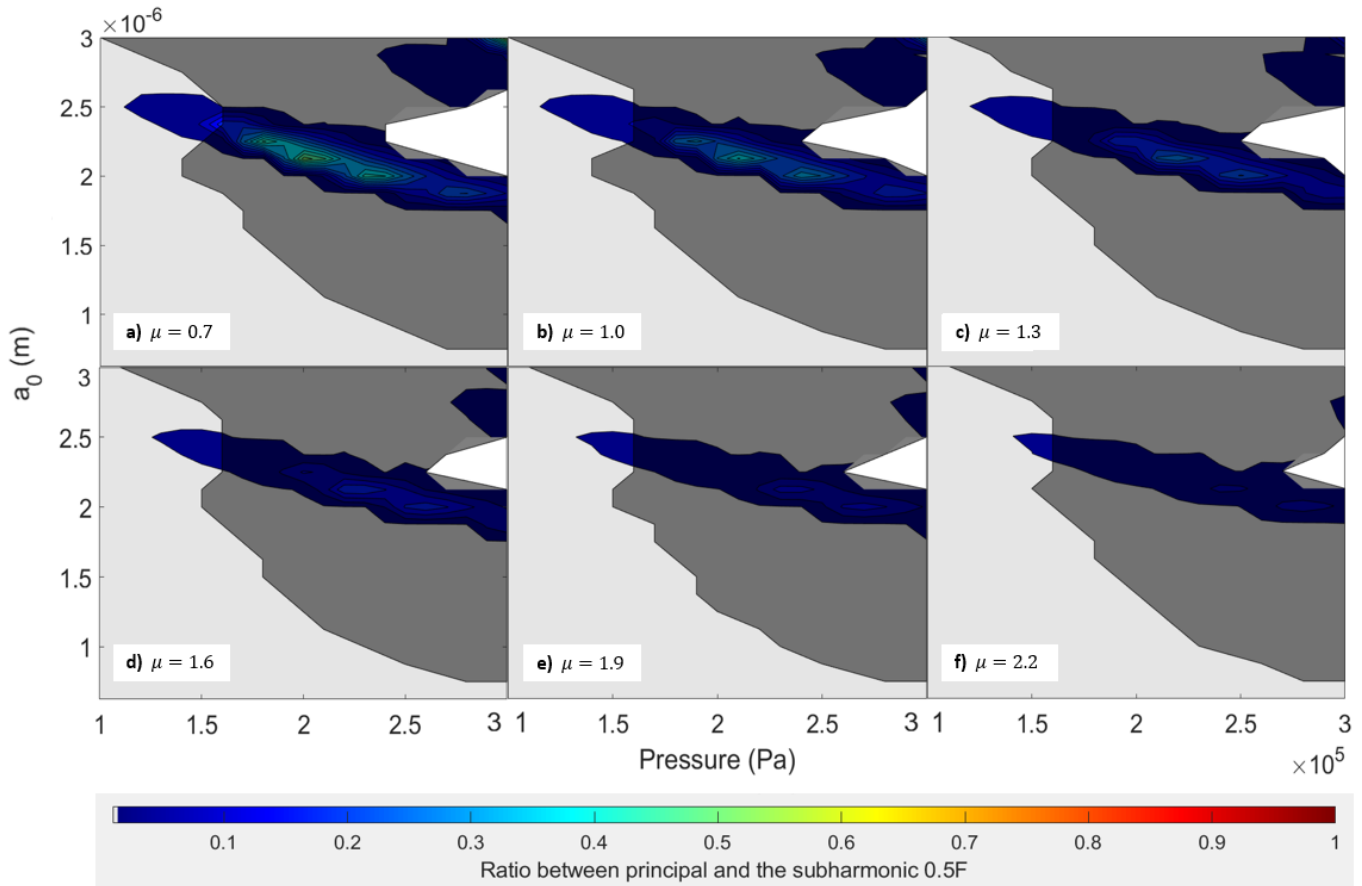 ×10⁻⁶
3
2.5
2
1.5
1
a) μ = 0.7
b) μ = 1.0
c) μ = 1.3
a₀ (m)
3
2.5
2
1.5
1
d) μ = 1.6
e) μ = 1.9
f) μ = 2.2
1 1.5 2 2.5 3 1.5 2 2.5 3 1 1.5 2 2.5 3
Pressure (Pa)
×10⁵
0.1 0.2 0.3 0.4 0.5 0.6 0.7 0.8 0.9 1
Ratio between principal and the subharmonic 0.5F